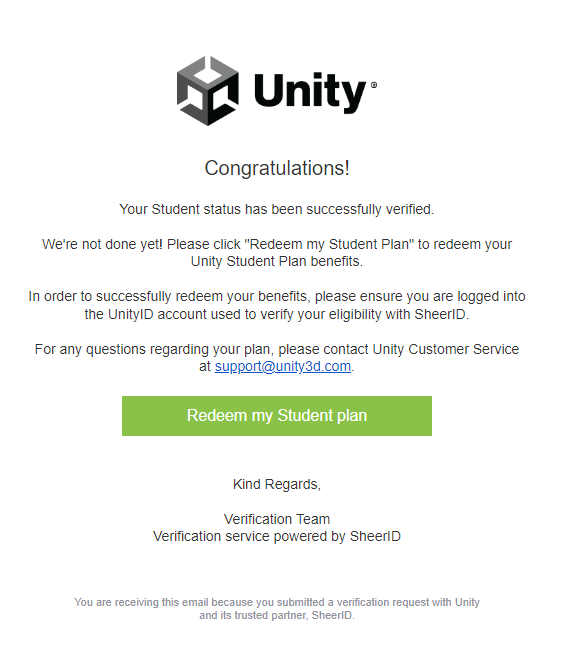 Unity®
Congratulations!
Your Student status has been successfully verified.
We're not done yet! Please click "Redeem my Student Plan" to redeem your
Unity Student Plan benefits.
In order to successfully redeem your benefits, please ensure you are logged into
the UnityID account used to verify your eligibility with SheerID.
For any questions regarding your plan, please contact Unity Customer Service
at support@unity3d.com.
Redeem my Student plan
Kind Regards,
Verification Team
Verification service powered by SheerID
You are receiving this email because you submitted a verification request with Unity
and its trusted partner, SheerID.